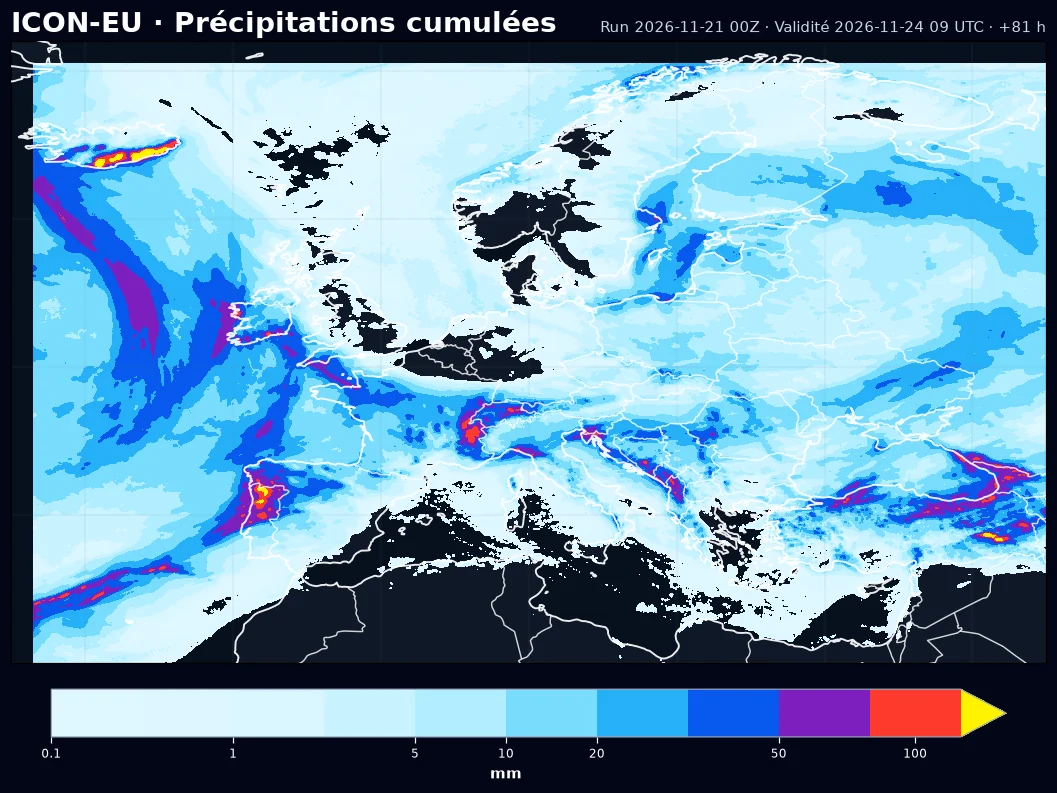 ICON-EU · Précipitations cumulées
Run 2026-11-21 00Z · Validité 2026-11-24 09 UTC · +81 h
0.1 1 5 10 20 50 100
mm